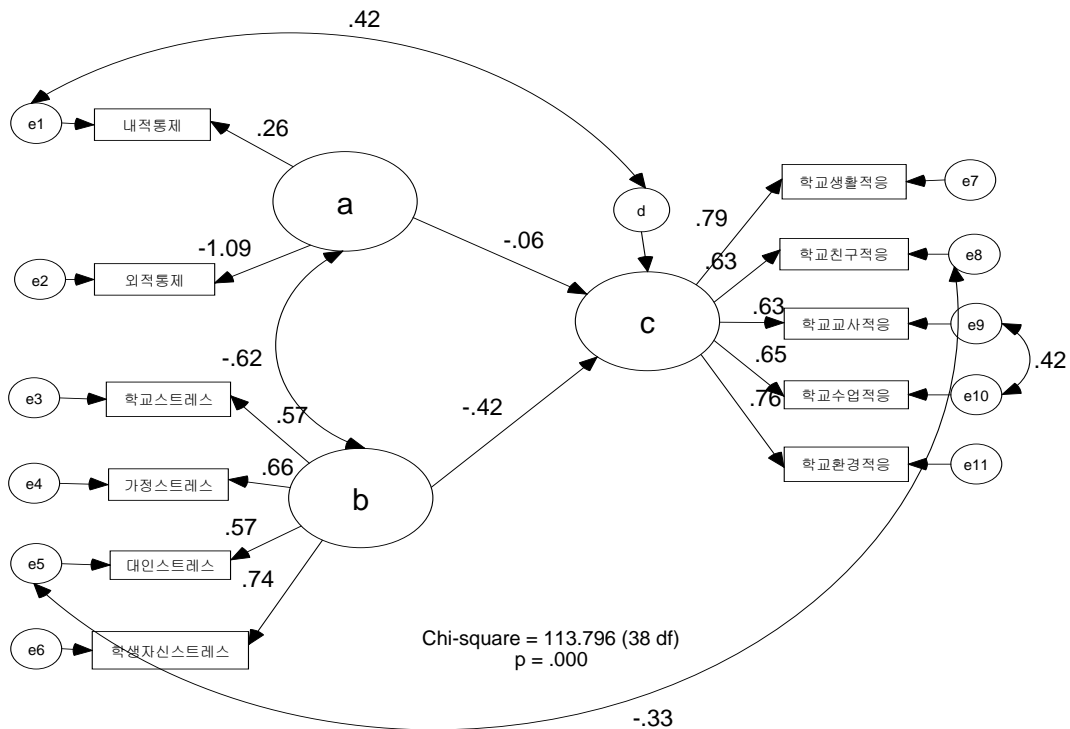 .42
e1
내적통제
.26
a
학교생활적응
e7
d
.79
-1.09
-.06
학교친구적응
e8
.63
e2
외적통제
c
.63
학교교사적응
e9
.65
.42
-.62
학교수업적응
e10
e3
학교스트레스
.57
-.42
.76
학교환경적응
e11
.66
e4
가정스트레스
b
.57
e5
대인스트레스
.74
e6
학생자신스트레스
Chi-square = 113.796 (38 df)
p = .000
-.33